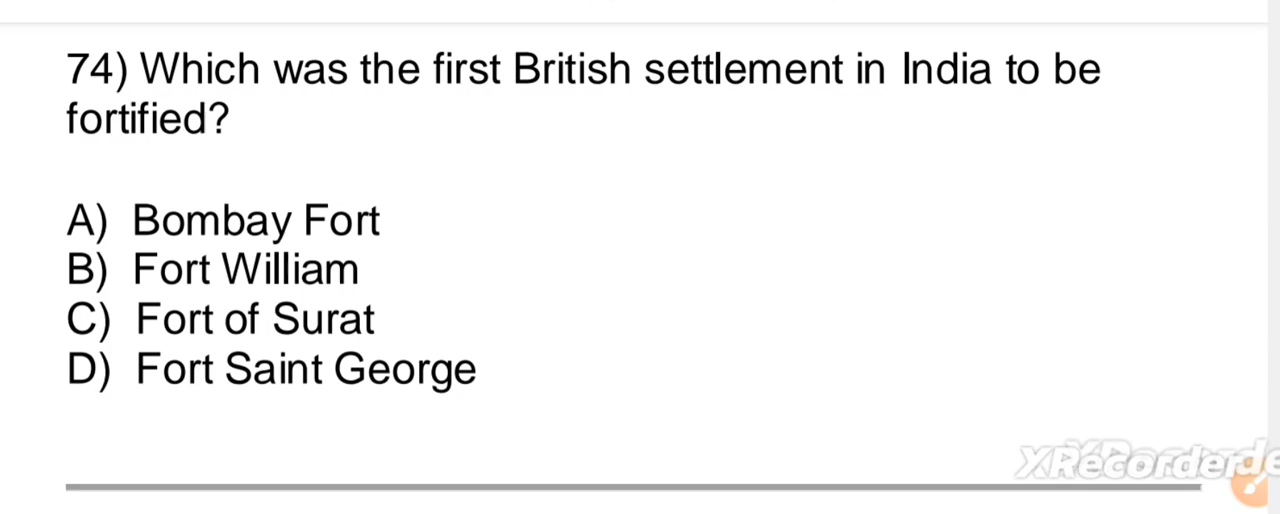 74) Which was the first British settlement in India to be
fortified?
A) Bombay Fort
B) Fort William
C) Fort of Surat
D) Fort Saint George
XRecorder